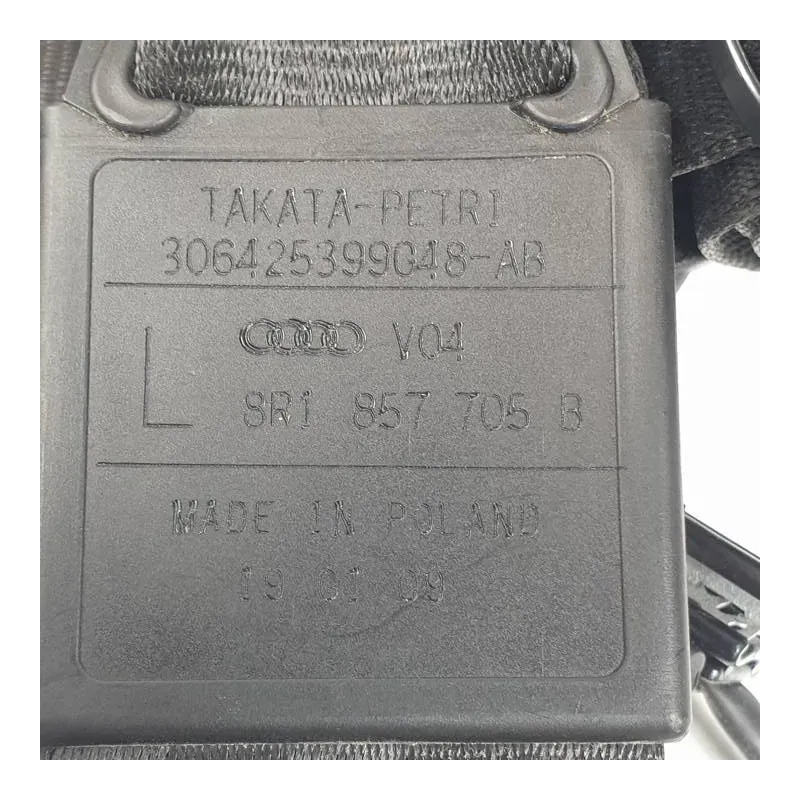 TAKATA-PETRI
306425399048-AB
V04
L 8R1 857 705 B
MADE IN POLAND
19 01 09